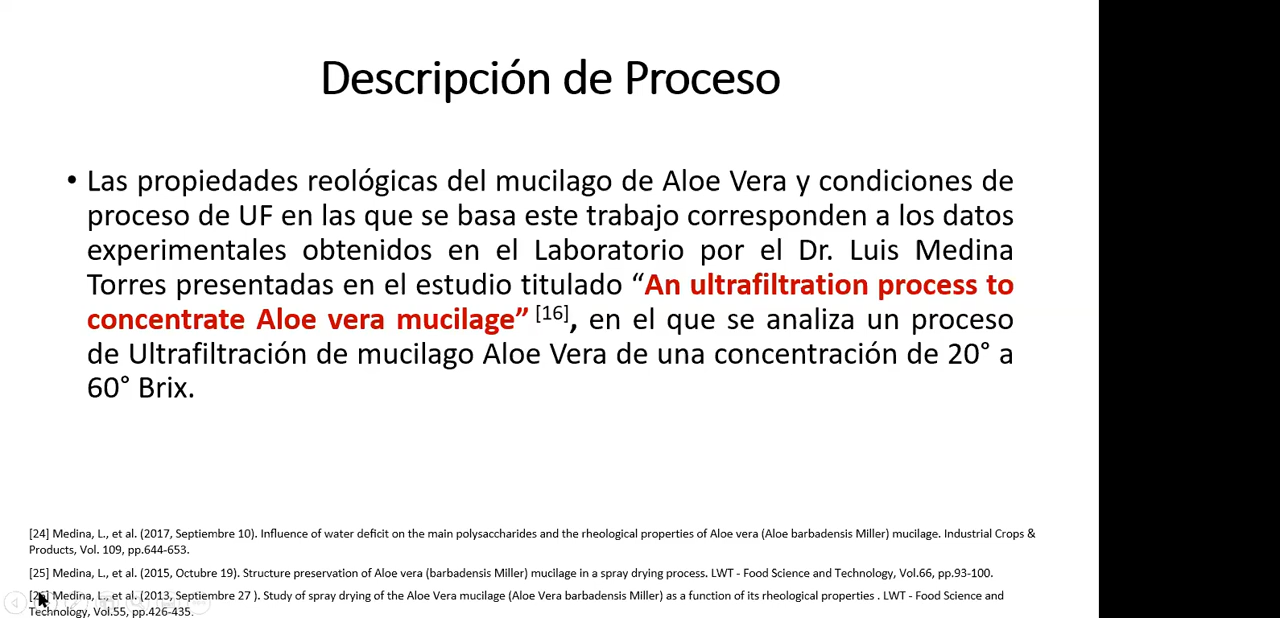 Descripción de Proceso
• Las propiedades reológicas del mucilago de Aloe Vera y condiciones de
proceso de UF en las que se basa este trabajo corresponden a los datos
experimentales obtenidos en el Laboratorio por el Dr. Luis Medina
Torres presentadas en el estudio titulado “An ultrafiltration process to
concentrate Aloe vera mucilage” [16], en el que se analiza un proceso
de Ultrafiltración de mucilago Aloe Vera de una concentración de 20° a
60° Brix.
[24] Medina, L., et al. (2017, Septiembre 10). Influence of water deficit on the main polysaccharides and the rheological properties of Aloe vera (Aloe barbadensis Miller) mucilage. Industrial Crops &
Products, Vol. 109, pp.644-653.
[25] Medina, L., et al. (2015, Octubre 19). Structure preservation of Aloe vera (barbadensis Miller) mucilage in a spray drying process. LWT - Food Science and Technology, Vol.66, pp.93-100.
Medina, L., et al. (2013, Septiembre 27 ). Study of spray drying of the Aloe Vera mucilage (Aloe Vera barbadensis Miller) as a function of its rheological properties . LWT - Food Science and
Technology, Vol.55, pp.426-435.